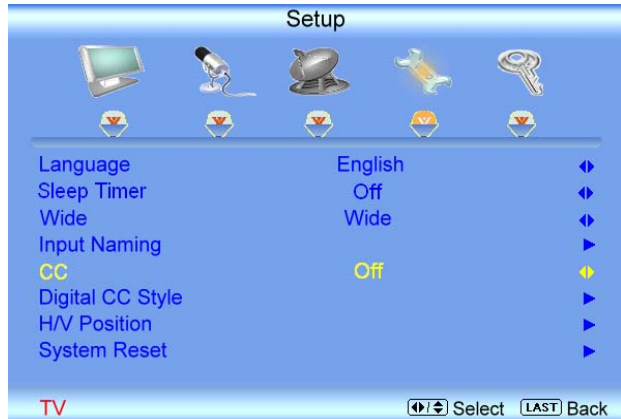 Setup
Language English
Sleep Timer Off
Wide Wide
Input Naming
CC Off
Digital CC Style
H/V Position
System Reset
TV Select LAST Back